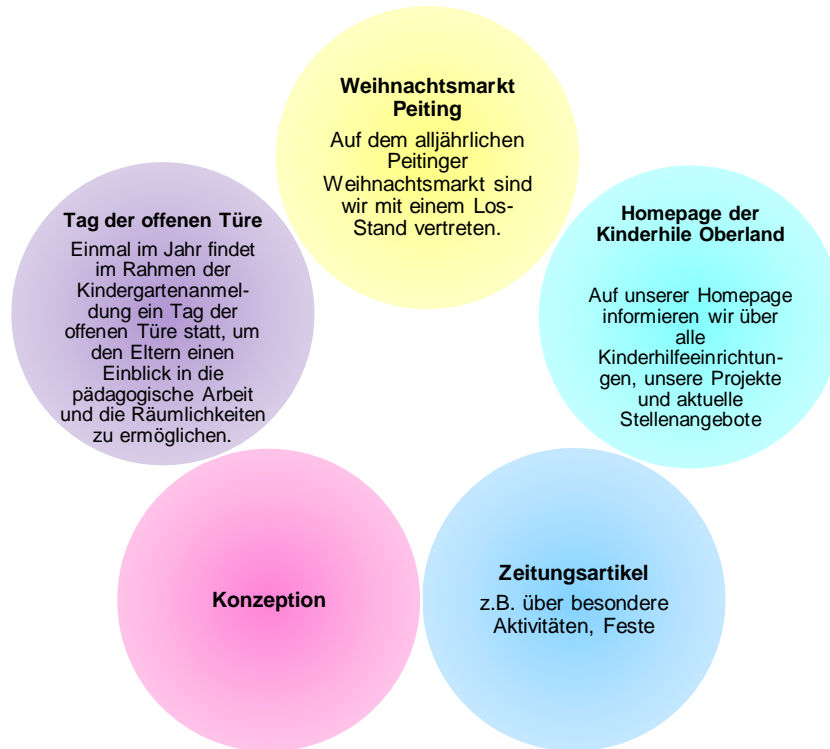 Weihnachtsmarkt
Peiting
Auf dem alljährlichen
Peitinger
Weihnachtsmarkt sind
wir mit einem Los-
Stand vertreten.
Homepage der
Kinderhile Oberland
Auf unserer Homepage
informieren wir über
alle
Kinderhilfeeinrichtun-
gen, unsere Projekte
und aktuelle
Stellenangebote
Zeitungsartikel
z.B. über besondere
Aktivitäten, Feste
Konzeption
Tag der offenen Türe
Einmal im Jahr findet
im Rahmen der
Kindergartenanmel-
dung ein Tag der
offenen Türe statt, um
den Eltern einen
Einblick in die
pädagogische Arbeit
und die Räumlichkeiten
zu ermöglichen.